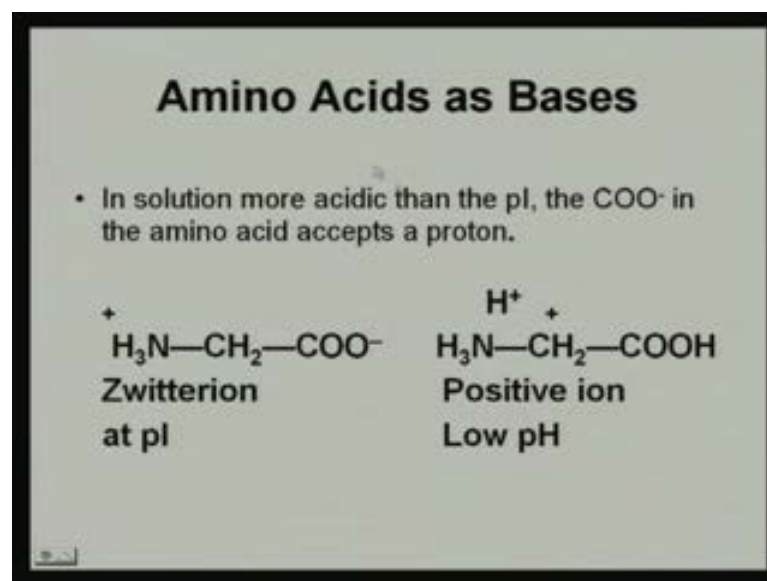 Amino Acids as Bases
• In solution more acidic than the pI, the COO⁻ in
the amino acid accepts a proton.
H⁺
+ +
H₃N—CH₂—COO⁻ H₃N—CH₂—COOH
Zwitterion Positive ion
at pI Low pH